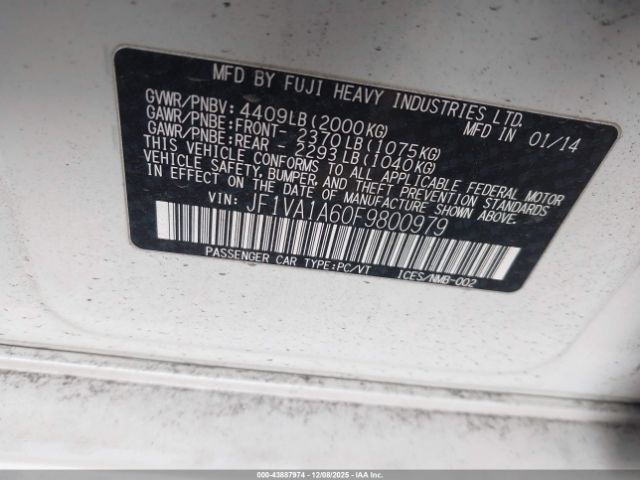 MFD BY FUJI HEAVY INDUSTRIES LTD.
GVWR/PNBV: 4409LB(2000KG) MFD IN 01/14
GAWR/PNBE:FRONT- 2370LB(1075KG)
GAWR/PNBE:REAR - 2293LB(1040KG)
THIS VEHICLE CONFORMS TO ALL APPLICABLE FEDERAL MOTOR
VEHICLE SAFETY, BUMPER, AND THEFT PREVENTION STANDARDS
IN EFFECT ON THE DATE OF MANUFACTURE SHOWN ABOVE.
VIN: JF1VA1A60F9800979
PASSENGER CAR TYPE:PC/VT ICES/NMB-002
000-43887974 | 12/08/2025 | IAA Inc.